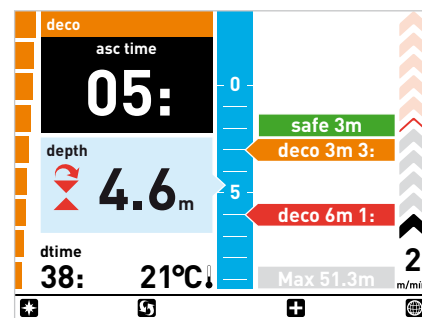 deco
asc time
05:
0
safe 3m
deco 3m 3:
depth
4.6m
5
deco 6m 1:
dtime
38:
21°C
Max 51.3m
2
m/min